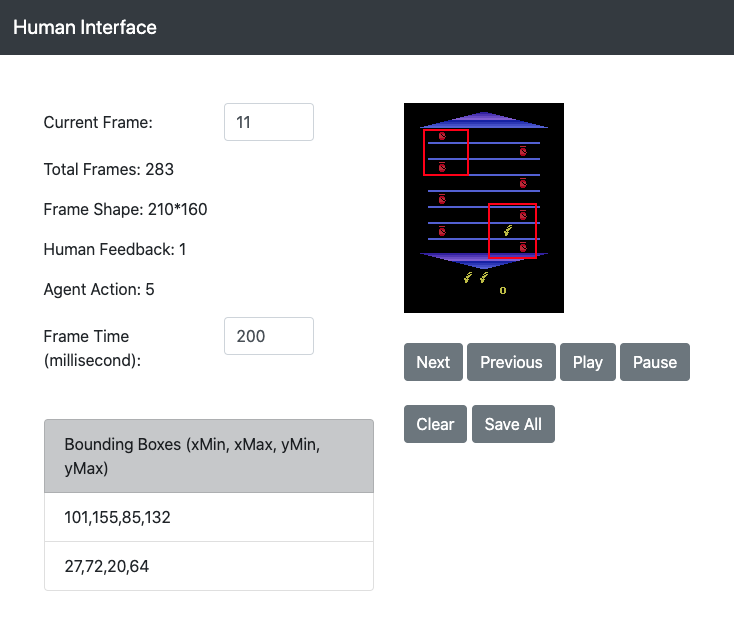 Human Interface
Current Frame:
11
Total Frames: 283
Frame Shape: 210*160
Human Feedback: 1
Agent Action: 5
Frame Time
(millisecond):
200
0
Next
Previous
Play
Pause
Clear
Save All
Bounding Boxes (xMin, xMax, yMin,
yMax)
101,155,85,132
27,72,20,64